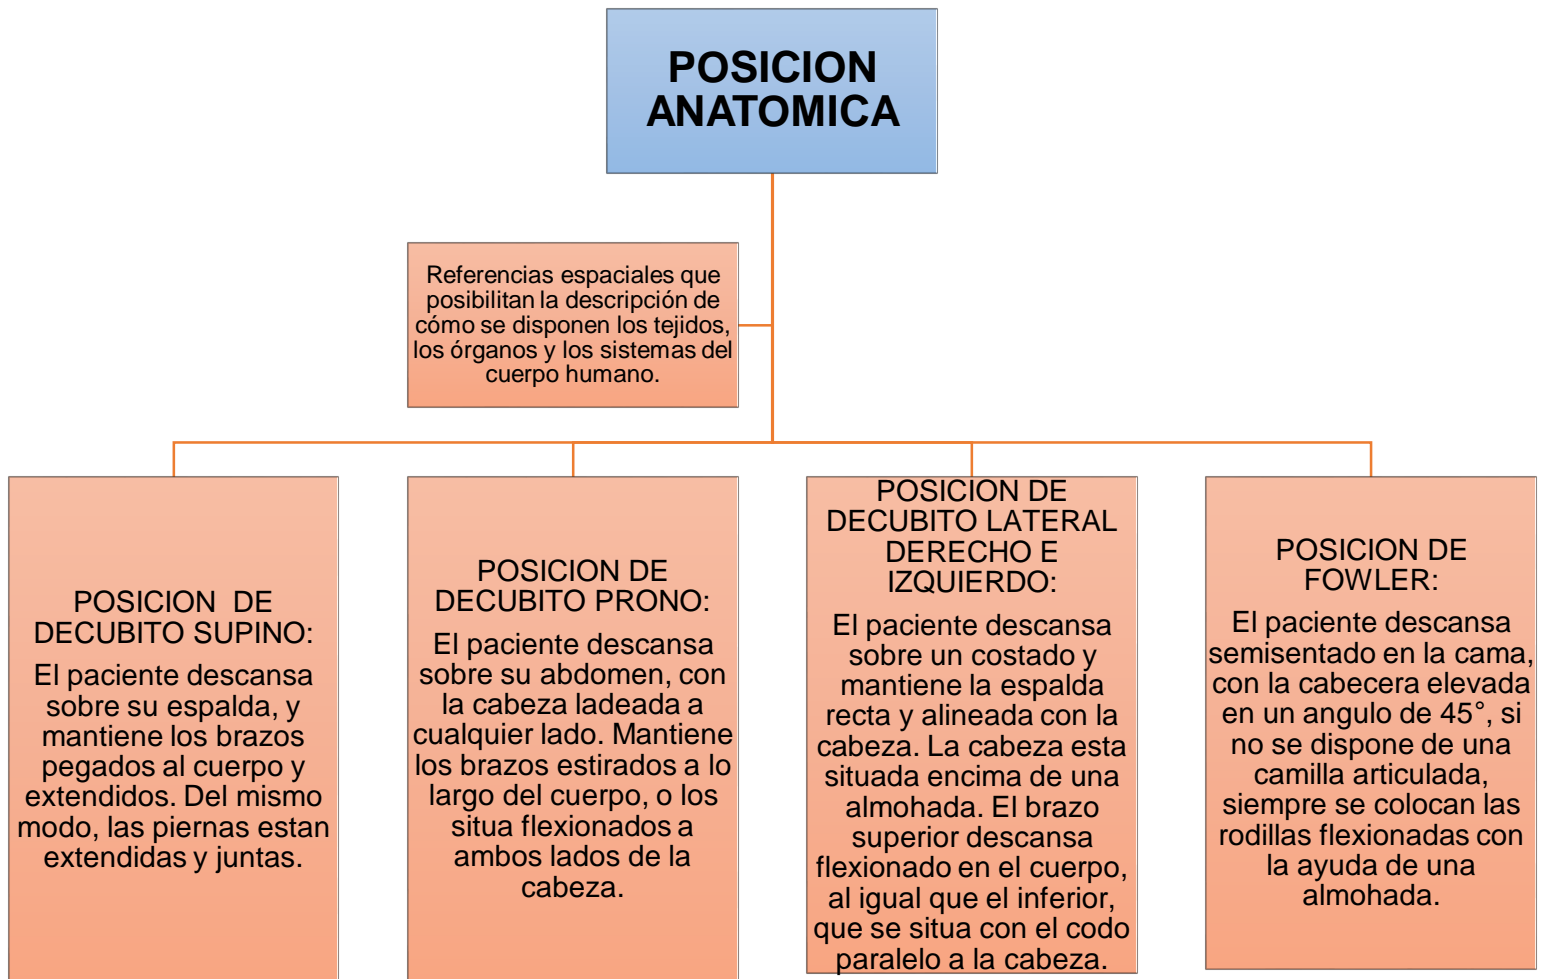 POSICION
ANATOMICA
Referencias espaciales que
posibilitan la descripción de
cómo se disponen los tejidos,
los órganos y los sistemas del
cuerpo humano.
POSICION DE
DECUBITO SUPINO:
El paciente descansa
sobre su espalda, y
mantiene los brazos
pegados al cuerpo y
extendidos. Del mismo
modo, las piernas estan
extendidas y juntas.
POSICION DE
DECUBITO PRONO:
El paciente descansa
sobre su abdomen, con
la cabeza ladeada a
cualquier lado. Mantiene
los brazos estirados a lo
largo del cuerpo, o los
situa flexionados a
ambos lados de la
cabeza.
POSICION DE
DECUBITO LATERAL
DERECHO E
IZQUIERDO:
El paciente descansa
sobre un costado y
mantiene la espalda
recta y alineada con la
cabeza. La cabeza esta
situada encima de una
almohada. El brazo
superior descansa
flexionado en el cuerpo,
al igual que el inferior,
que se situa con el codo
paralelo a la cabeza.
POSICION DE
FOWLER:
El paciente descansa
semisentado en la cama,
con la cabecera elevada
en un angulo de 45°, si
no se dispone de una
camilla articulada,
siempre se colocan las
rodillas flexionadas con
la ayuda de una
almohada.